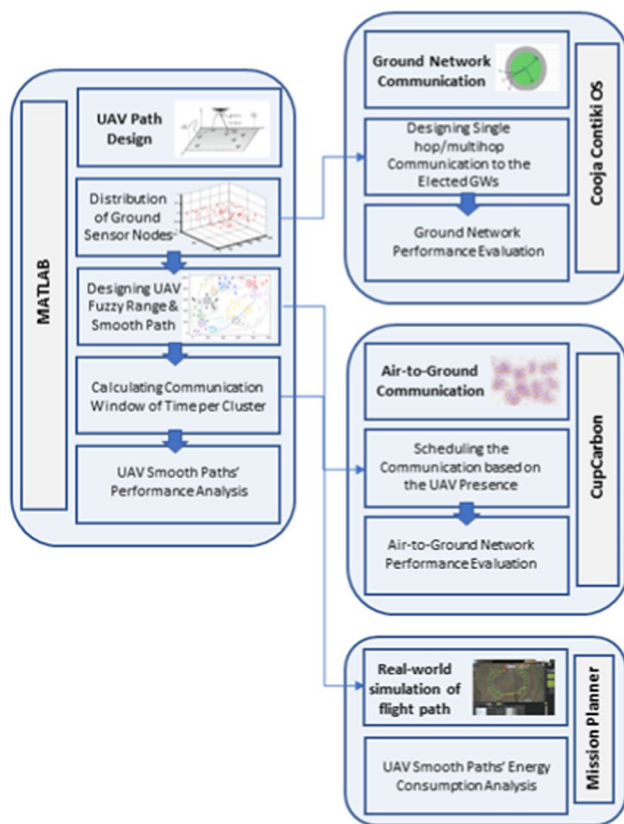 MATLAB
UAV Path
Design
Distribution
of Ground
Sensor Nodes
Designing UAV
Fuzzy Range &
Smooth Path
Calculating Communication
Window of Time per Cluster
UAV Smooth Paths'
Performance Analysis
Ground Network
Communication
Designing Single
hop/multihop
Communication to the
Elected GWs
Ground Network
Performance Evaluation
Cooja Contiki OS
Air-to-Ground
Communication
Scheduling the
Communication based on
the UAV Presence
Air-to-Ground Network
Performance Evaluation
CupCarbon
Real-world
simulation of
flight path
UAV Smooth Paths' Energy
Consumption Analysis
Mission Planner